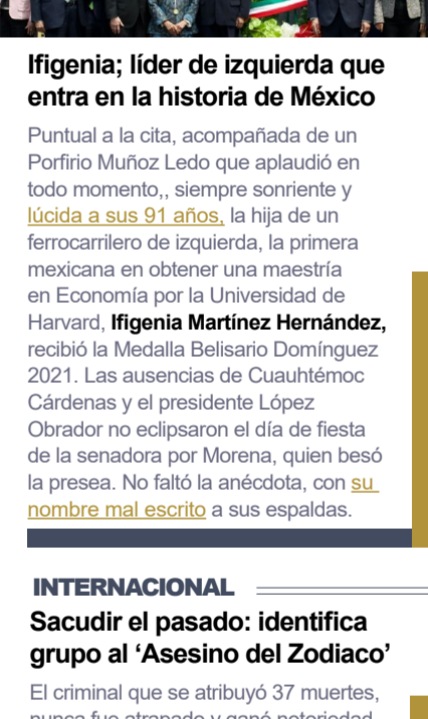 Ifigenia; líder de izquierda que
entra en la historia de México
Puntual a la cita, acompañada de un
Porfirio Muñoz Ledo que aplaudió en
todo momento,, siempre sonriente y
lúcida a sus 91 años, la hija de un
ferrocarrilero de izquierda, la primera
mexicana en obtener una maestría
en Economía por la Universidad de
Harvard, Ifigenia Martínez Hernández,
recibió la Medalla Belisario Domínguez
2021. Las ausencias de Cuauhtémoc
Cárdenas y el presidente López
Obrador no eclipsaron el día de fiesta
de la senadora por Morena, quien besó
la presea. No faltó la anécdota, con su
nombre mal escrito a sus espaldas.
INTERNACIONAL
Sacudir el pasado: identifica
grupo al ‘Asesino del Zodiaco’
El criminal que se atribuyó 37 muertes,
nunca fue atrapado y ganó notoriedad